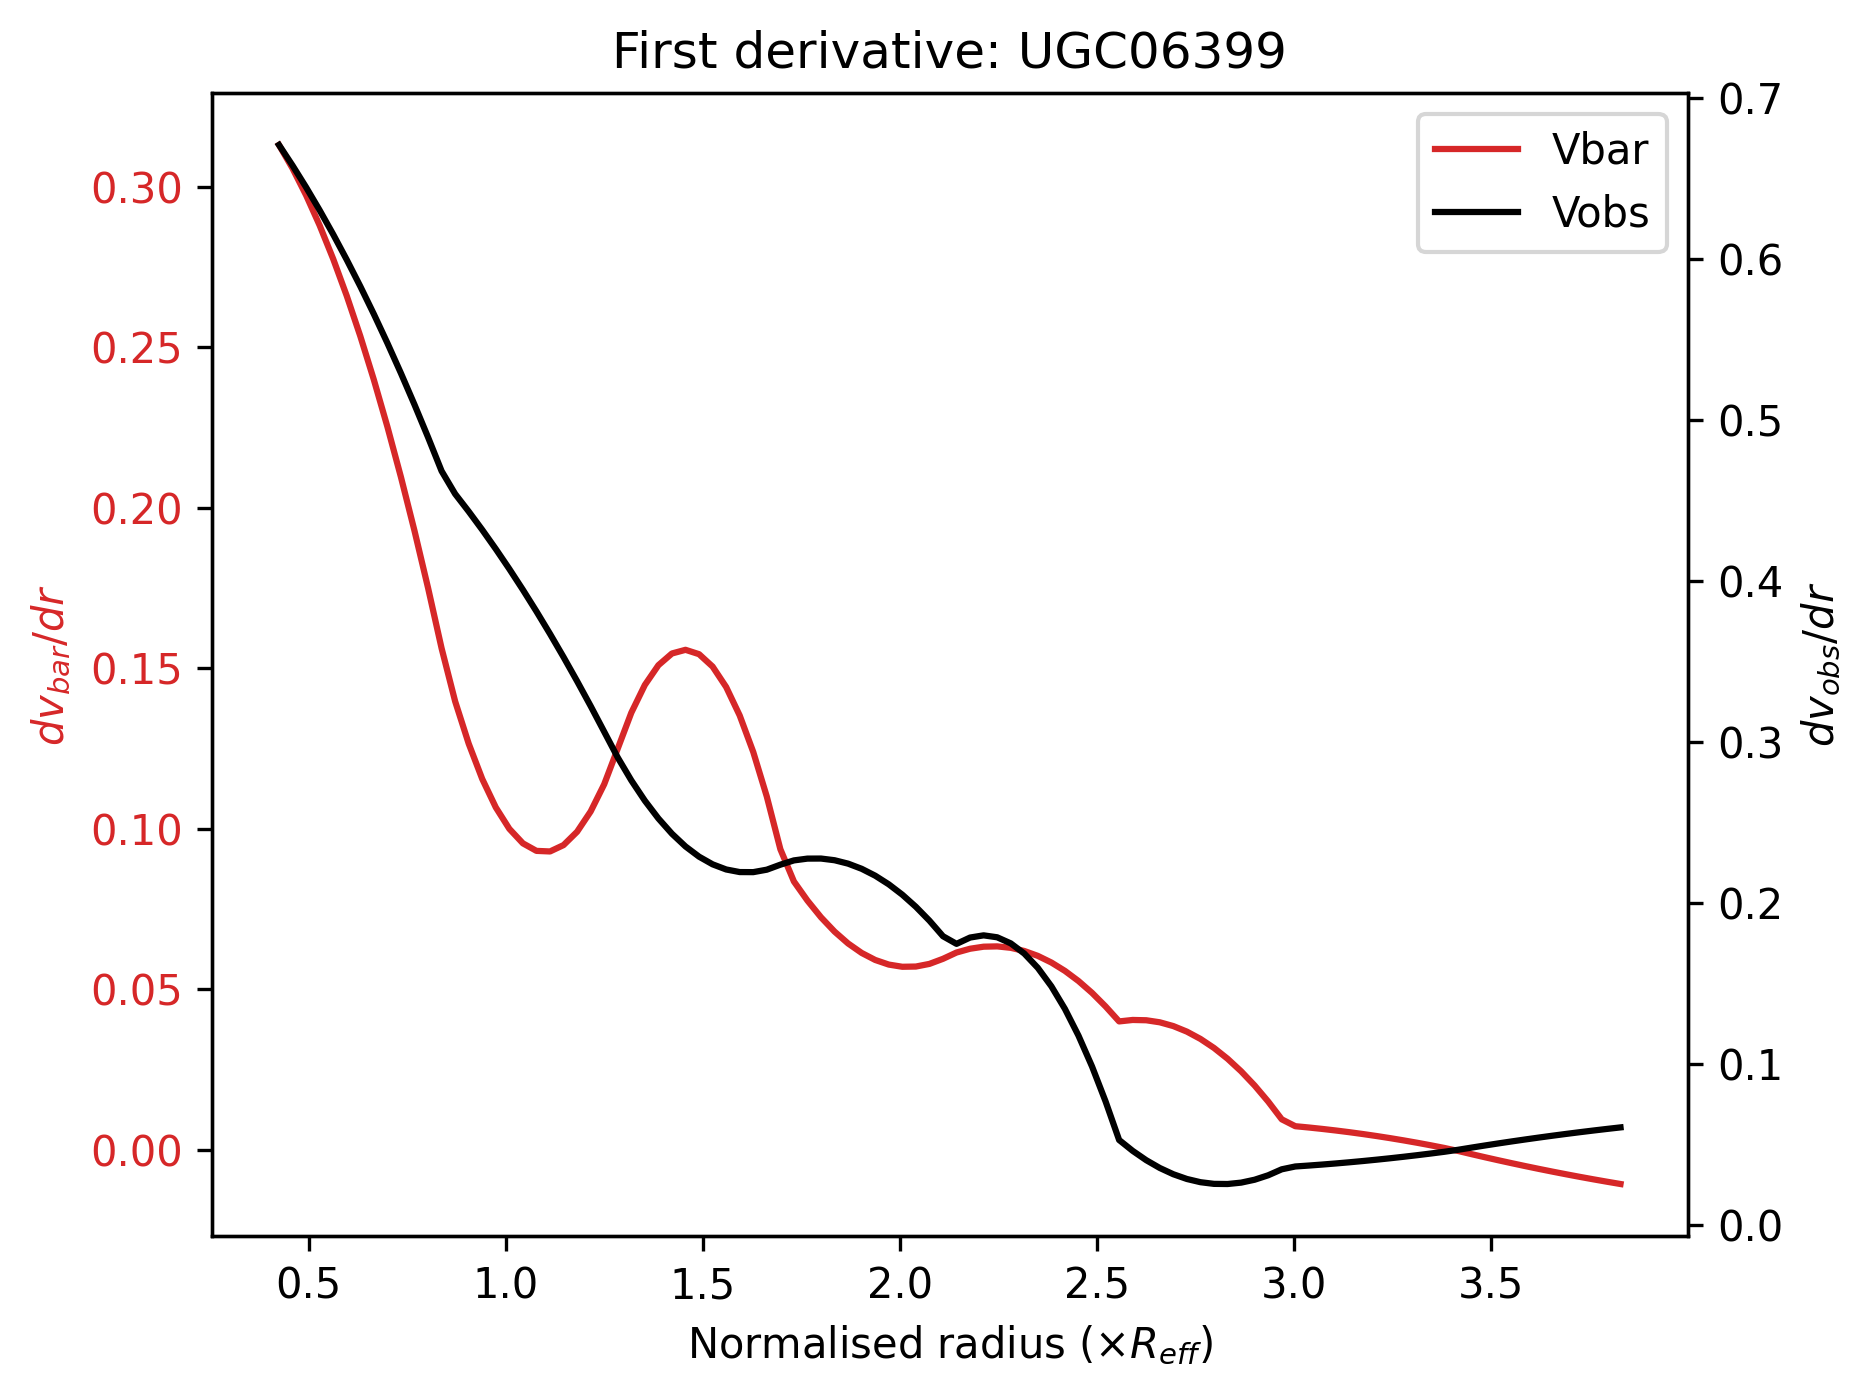 First derivative: UGC06399
Vbar
Vobs
0.30
0.25
0.20
0.15
0.10
0.05
0.00
dv_bar/dr
0.7
0.6
0.5
0.4
0.3
0.2
0.1
0.0
dv_obs/dr
0.5 1.0 1.5 2.0 2.5 3.0 3.5
Normalised radius (×R_eff)